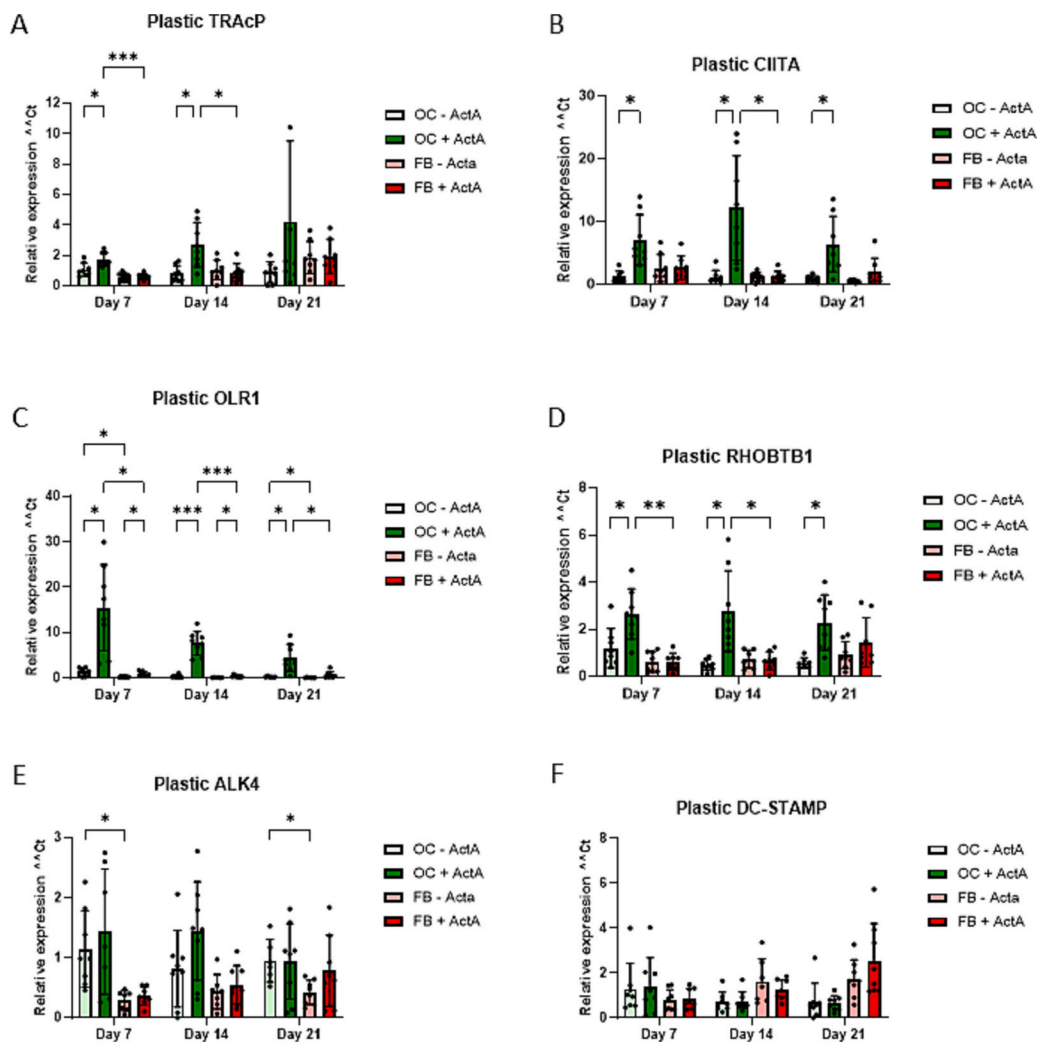 A
Plastic TRAcP
***
*
*
*
Relative expression ^^Ct
12
10
8
6
4
2
0
Day 7
Day 14
Day 21
OC - ActA
OC + ActA
FB - Acta
FB + ActA
B
Plastic CIITA
*
*
*
*
Relative expression ^^Ct
30
20
10
0
Day 7
Day 14
Day 21
OC - ActA
OC + ActA
FB - Acta
FB + ActA
C
Plastic OLR1
*
*
***
*
*
*
***
*
*
*
Relative expression ^^Ct
40
30
20
10
0
Day 7
Day 14
Day 21
OC - ActA
OC + ActA
FB - Acta
FB + ActA
D
Plastic RHOBTB1
*
**
*
*
*
Relative expression ^^Ct
8
6
4
2
0
Day 7
Day 14
Day 21
OC - ActA
OC + ActA
FB - Acta
FB + ActA
E
Plastic ALK4
*
*
Relative expression ^^Ct
3
2
1
0
Day 7
Day 14
Day 21
OC - ActA
OC + ActA
FB - Acta
FB + ActA
F
Plastic DC-STAMP
Relative expression ^^Ct
8
6
4
2
0
Day 7
Day 14
Day 21
OC - ActA
OC + ActA
FB - Acta
FB + ActA